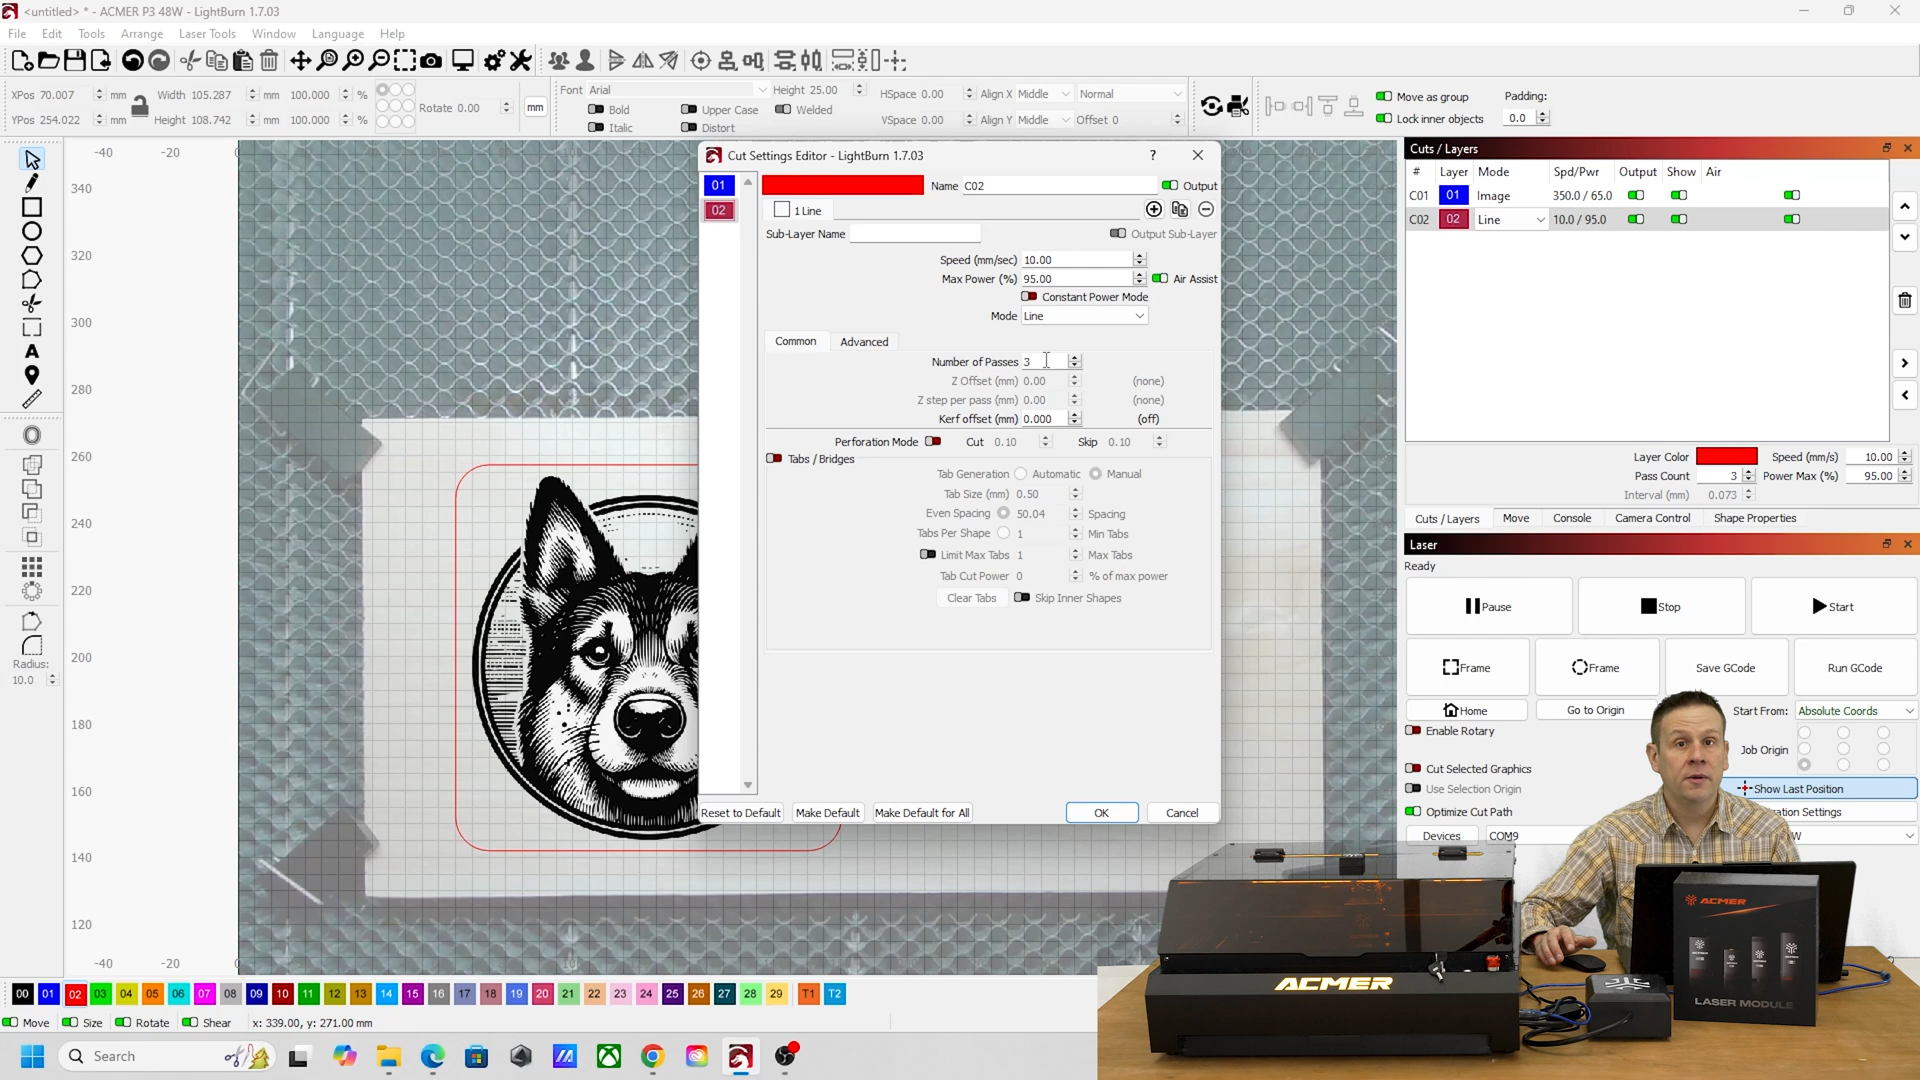 <untitled> * - ACMER P3 48W - LightBurn 1.7.03
File Edit Tools Arrange Laser Tools Window Language Help
XPos 70.007 mm Width 105.287 mm 100.000 % Rotate 0.00 mm
YPos 254.022 mm Height 108.742 mm 100.000 %
Font Arial Height 25.00 HSpace 0.00 Align X Middle Normal
Bold Upper Case Welded
Italic Distort VSpace 0.00 Align Y Middle Offset 0
Move as group Padding:
Lock inner objects 0.0
-40 -20 0
340
320
300
280
260
240
220
200
180
160
140
120
-40 -20
Radius:
10.0
Cut Settings Editor - LightBurn 1.7.03 ?
01 Name C02 Output
02 1 Line
Sub-Layer Name Output Sub-Layer
Speed (mm/sec) 10.00
Max Power (%) 95.00 Air Assist
Constant Power Mode
Mode Line
Common Advanced
Number of Passes 3
Z Offset (mm) 0.00 (none)
Z step per pass (mm) 0.00 (none)
Kerf offset (mm) 0.000 (off)
Perforation Mode Cut 0.10 Skip 0.10
Tabs / Bridges
Tab Generation Automatic Manual
Tab Size (mm) 0.50
Even Spacing 50.04 Spacing
Tabs Per Shape 1 Min Tabs
Limit Max Tabs 1 Max Tabs
Tab Cut Power 0 % of max power
Clear Tabs Skip Inner Shapes
Reset to Default Make Default Make Default for All OK Cancel
Cuts / Layers
# Layer Mode Spd/Pwr Output Show Air
C01 01 Image 350.0 / 65.0
C02 02 Line 10.0 / 95.0
Layer Color Speed (mm/s) 10.00
Pass Count 3 Power Max (%) 95.00
Interval (mm) 0.073
Cuts / Layers Move Console Camera Control Shape Properties
Laser
Ready
Pause Stop Start
Frame Frame Save GCode Run GCode
Home Go to Origin Start From: Absolute Coords
Enable Rotary
Job Origin
Cut Selected Graphics
Use Selection Origin Show Last Position
Optimize Cut Path ation Settings
Devices COM9 W
ACMER
ACMER
LASER MODULE
00 01 02 03 04 05 06 07 08 09 10 11 12 13 14 15 16 17 18 19 20 21 22 23 24 25 26 27 28 29 T1 T2
Move Size Rotate Shear x: 339.00, y: 271.00 mm
Search